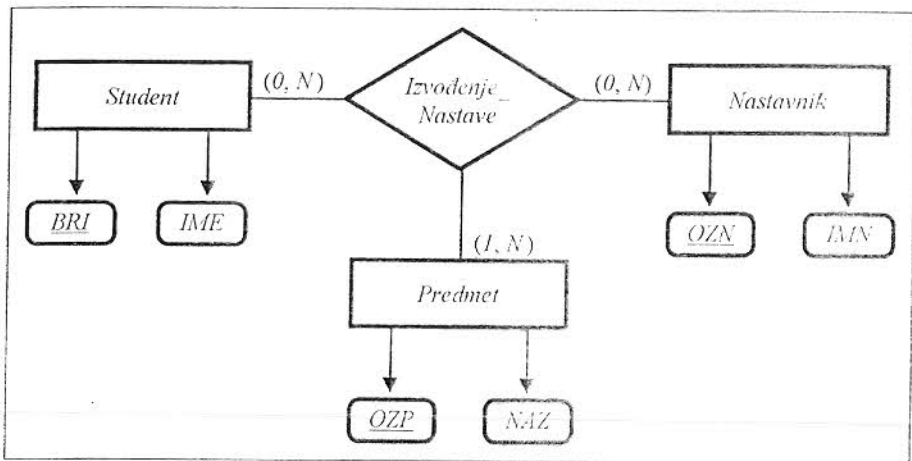 Student
(0, N)
Izvođenje_
Nastave
(0, N)
Nastavnik
BRI
IME
OZN
IMN
(1, N)
Predmet
OZP
NAZ